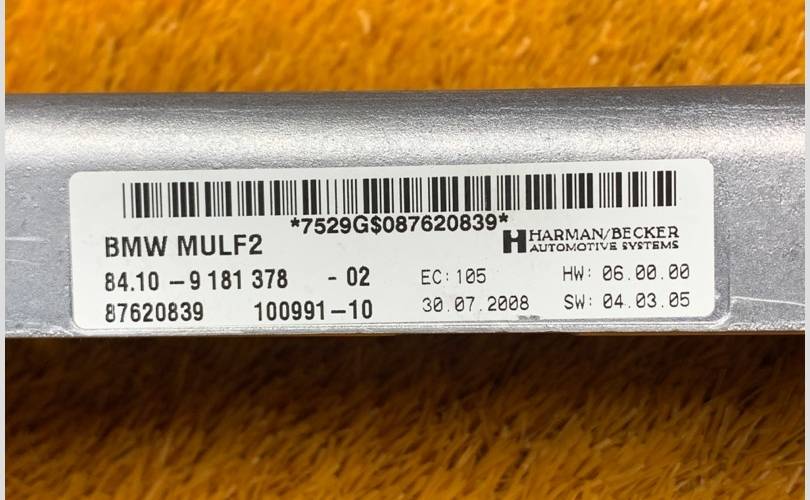 *7529G$087620839*
BMW MULF2
HARMAN/BECKER
AUTOMOTIVE SYSTEMS
84.10 -9 181 378 - 02 EC: 105 HW: 06.00.00
87620839 100991-10 30.07.2008 SW: 04.03.05